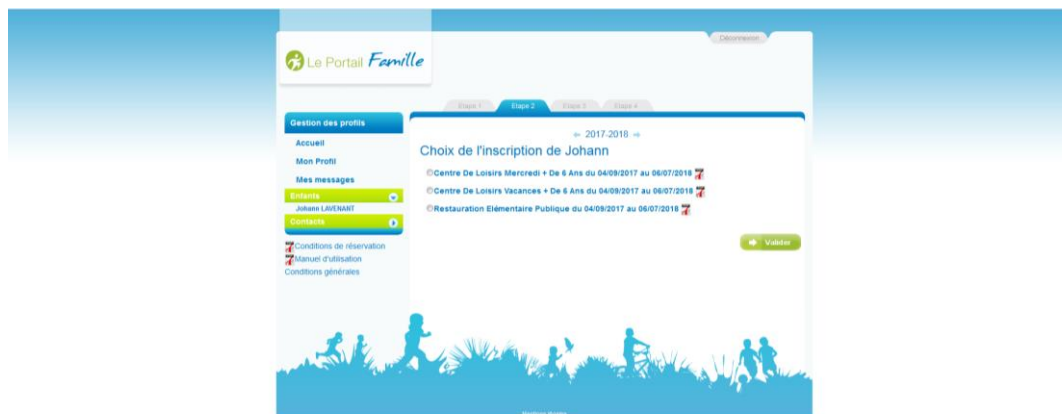 Déconnexion
Le Portail Famille
Etape 1
Etape 2
Etape 3
Etape 4
Gestion des profils
Accueil
Mon Profil
Mes messages
Enfants
Johann LAVENANT
Contacts
Conditions de réservation
Manuel d'utilisation
Conditions générales
2017-2018
Choix de l'inscription de Johann
Centre De Loisirs Mercredi + De 6 Ans du 04/09/2017 au 06/07/2018
Centre De Loisirs Vacances + De 6 Ans du 04/09/2017 au 06/07/2018
Restauration Elémentaire Publique du 04/09/2017 au 06/07/2018
Valider